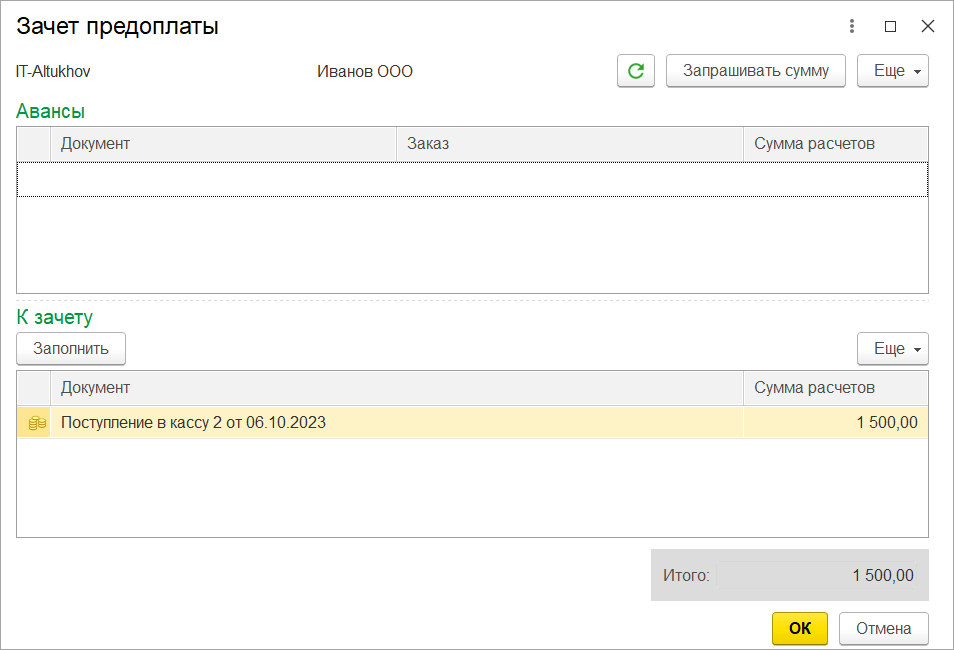 Зачет предоплаты
IT-Altukhov Иванов ООО Запрашивать сумму Еще
Авансы
Документ Заказ Сумма расчетов
К зачету
Заполнить Еще
Документ Сумма расчетов
Поступление в кассу 2 от 06.10.2023 1 500,00
Итого: 1 500,00
ОК Отмена